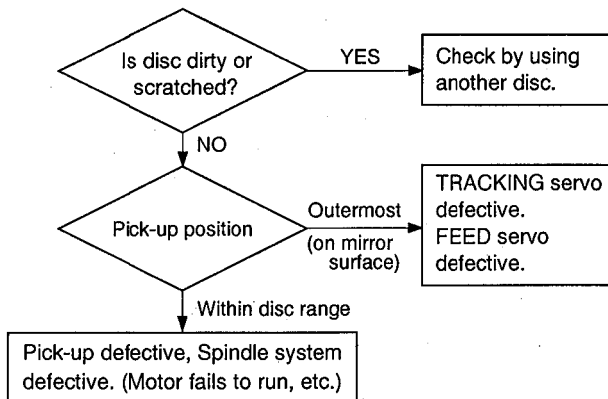 Is disc dirty or
scratched?
YES
Check by using
another disc.
NO
Pick-up position
Outermost
(on mirror
surface)
TRACKING servo
defective.
FEED servo
defective.
Within disc range
Pick-up defective, Spindle system
defective. (Motor fails to run, etc.)